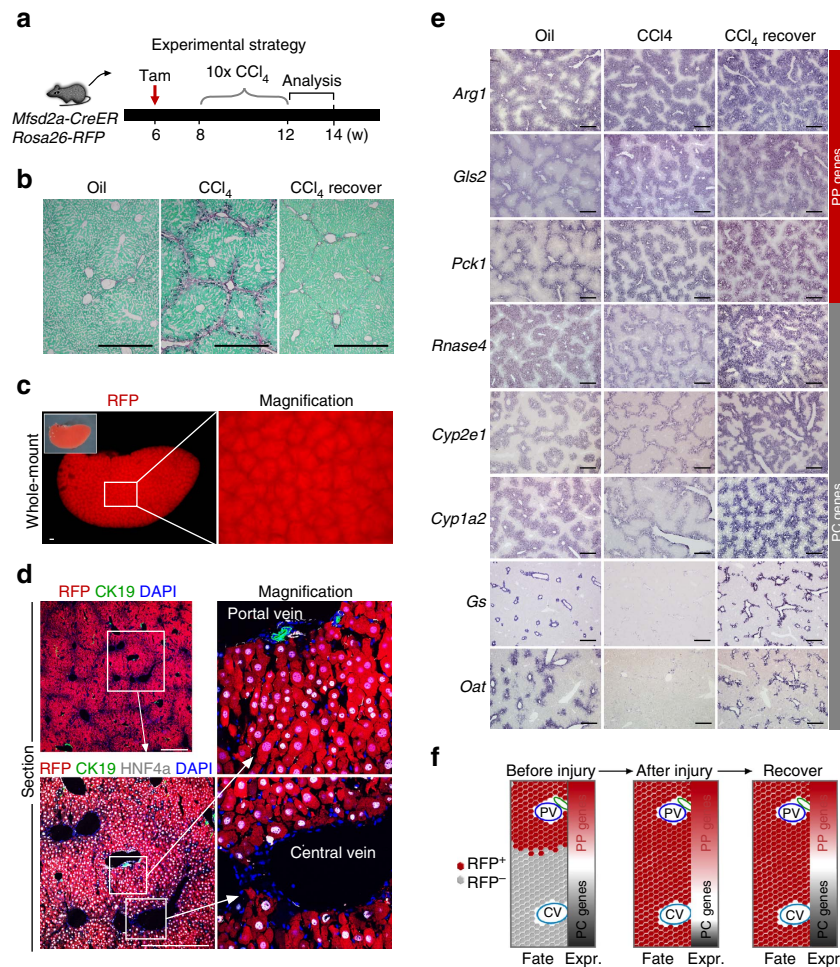 a
Experimental strategy
Tam
10x CCl4
Analysis
Mfsd2a-CreER
Rosa26-RFP
6
8
12
14 (w)
b
Oil
CCl4
CCl4 recover
c
RFP
Magnification
Whole-mount
d
RFP CK19 DAPI
Magnification
Portal vein
Section
RFP CK19 HNF4a DAPI
Central vein
e
Oil
CCl4
CCl4 recover
Arg1
Gls2
Pck1
Rnase4
Cyp2e1
Cyp1a2
Gs
Oat
PP genes
PC genes
f
Before injury
After injury
Recover
RFP+
RFP−
PV
CV
PP genes
PC genes
PV
CV
PP genes
PC genes
PV
CV
PP genes
PC genes
Fate Expr.
Fate Expr.
Fate Expr.